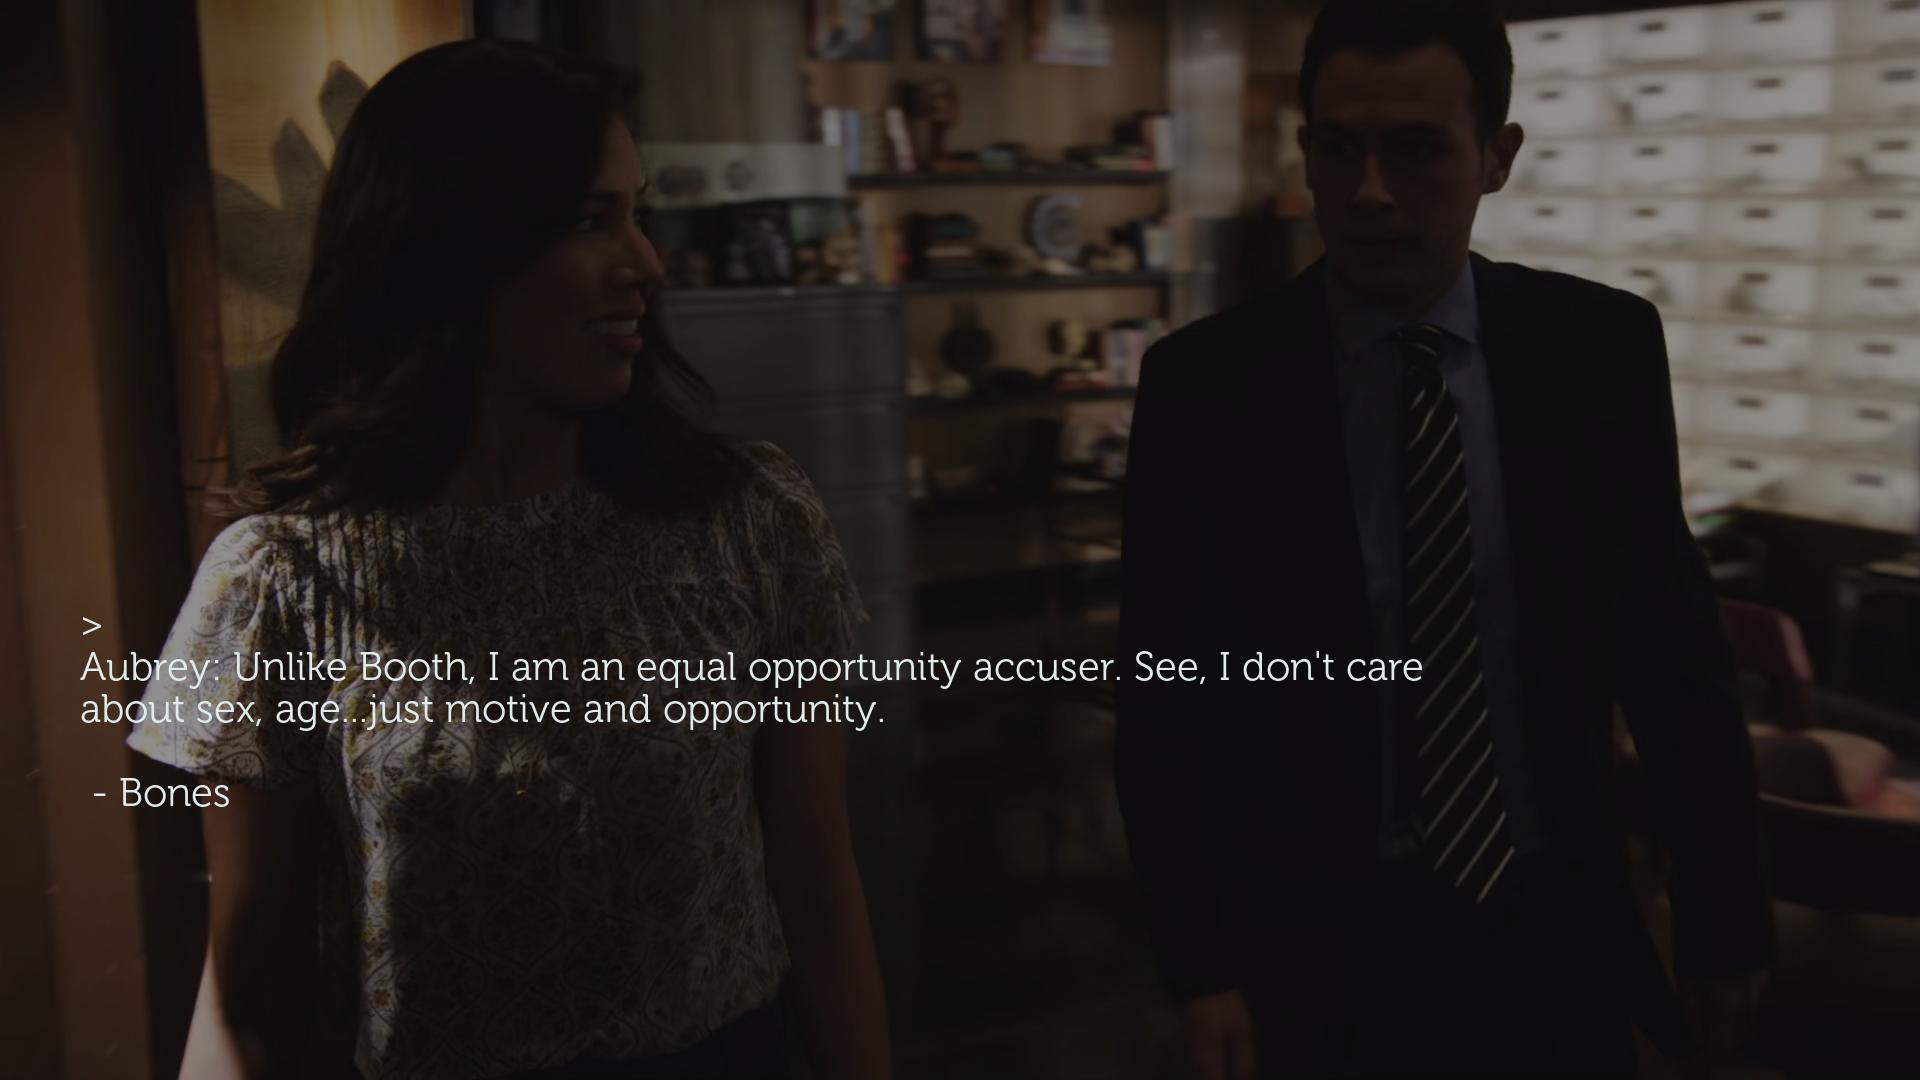 >
Aubrey: Unlike Booth, I am an equal opportunity accuser. See, I don't care
about sex, age...just motive and opportunity.
- Bones